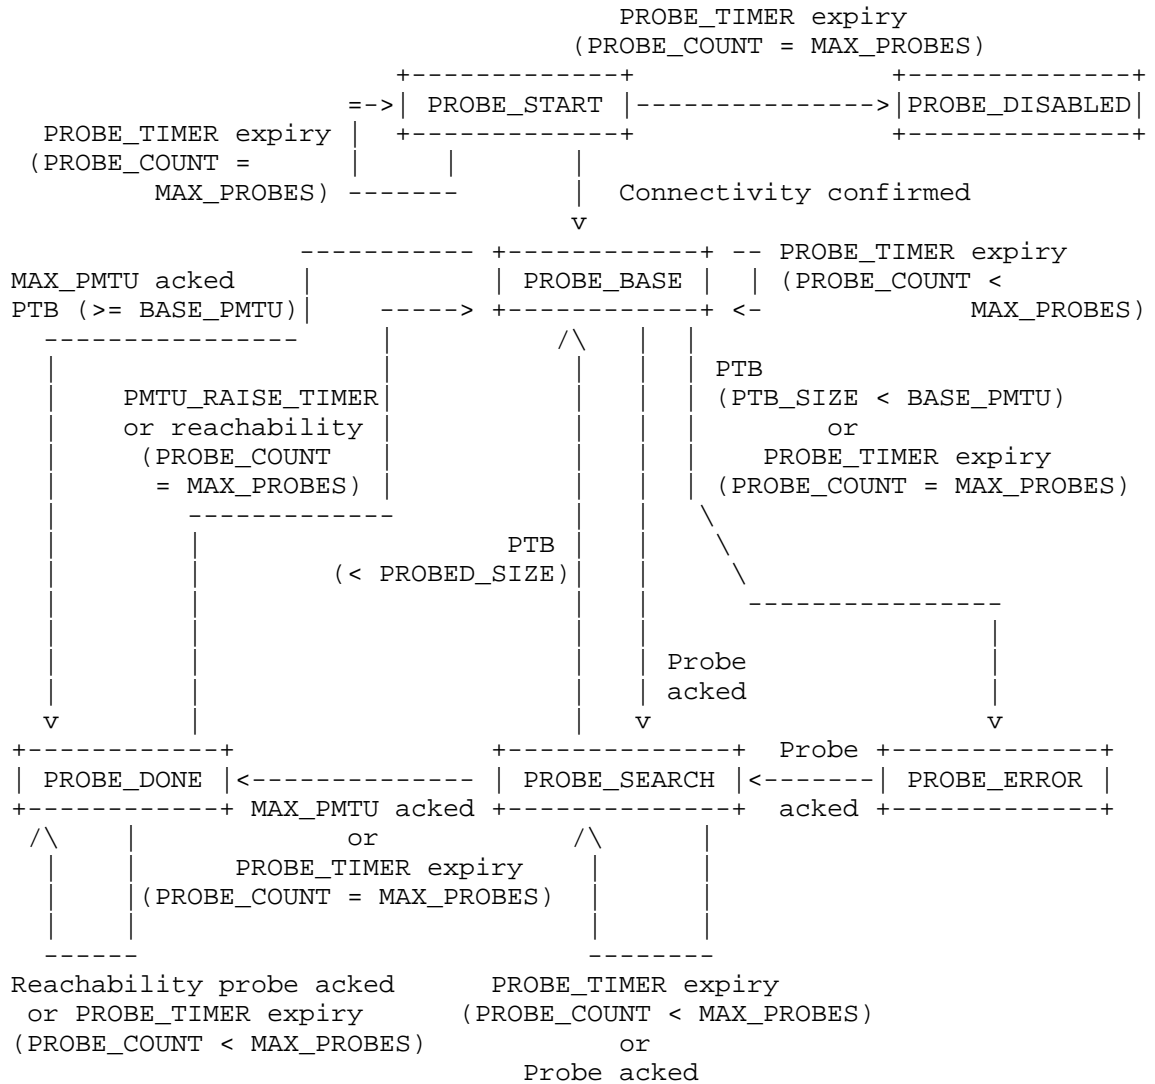 PROBE_TIMER expiry
                                   (PROBE_COUNT = MAX_PROBES)
                        +-------------+                +--------------+
                     =->| PROBE_START |--------------->|PROBE_DISABLED|
  PROBE_TIMER expiry |  +-------------+                +--------------+
 (PROBE_COUNT =      |     |       |
         MAX_PROBES) -------       |  Connectivity confirmed
                                   v
                  ----------- +------------+ -- PROBE_TIMER expiry
MAX_PMTU acked    |           | PROBE_BASE |  | (PROBE_COUNT <
PTB (>= BASE_PMTU)|    -----> +------------+ <-             MAX_PROBES)
  ----------------     |          /\    |  |
  |                    |           |    |  | PTB
  |    PMTU_RAISE_TIMER|           |    |  | (PTB_SIZE < BASE_PMTU)
  |    or reachability |           |    |  |        or
  |     (PROBE_COUNT   |           |    |  |    PROBE_TIMER expiry
  |      = MAX_PROBES) |           |    |  | (PROBE_COUNT = MAX_PROBES)
  |        -------------           |    |   \
  |        |                   PTB |    |    \
  |        |        (< PROBED_SIZE)|    |     \
  |        |                       |    |      ----------------
  |        |                       |    |                     |
  |        |                       |    | Probe               |
  |        |                       |    | acked               |
  v        |                       |    v                     v
+------------+                +--------------+  Probe +-------------+
| PROBE_DONE |<-------------- | PROBE_SEARCH |<-------| PROBE_ERROR |
+------------+ MAX_PMTU acked +--------------+  acked +-------------+
 /\    |             or            /\      |
  |    |      PROBE_TIMER expiry    |      |
  |    |(PROBE_COUNT = MAX_PROBES)  |      |
  |    |                            |      |
  ------                            --------
Reachability probe acked      PROBE_TIMER expiry
 or PROBE_TIMER expiry      (PROBE_COUNT < MAX_PROBES)
(PROBE_COUNT < MAX_PROBES)            or
                                Probe acked